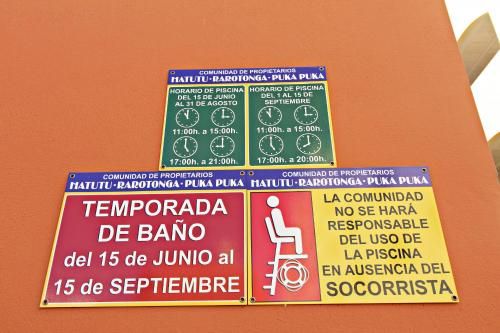 COMUNIDAD DE PROPIETARIOS
MATUTU-RAROTONGA-PUKA PUKA
HORARIO DE PISCINA
DEL 15 DE JUNIO
AL 31 DE AGOSTO
11:00h. a 15:00h.
17:00h. a 21:00h.
HORARIO DE PISCINA
DEL 1 AL 15 DE
SEPTIEMBRE
11:00h. a 15:00h.
17:00h. a 20:00h.
COMUNIDAD DE PROPIETARIOS
MATUTU-RAROTONGA-PUKA PUKA
TEMPORADA
DE BAÑO
del 15 de JUNIO al
15 de SEPTIEMBRE
COMUNIDAD DE PROPIETARIOS
MATUTU-RAROTONGA-PUKA PUKA
LA COMUNIDAD
NO SE HARÁ
RESPONSABLE
DEL USO DE
LA PISCINA
EN AUSENCIA DEL
SOCORRISTA